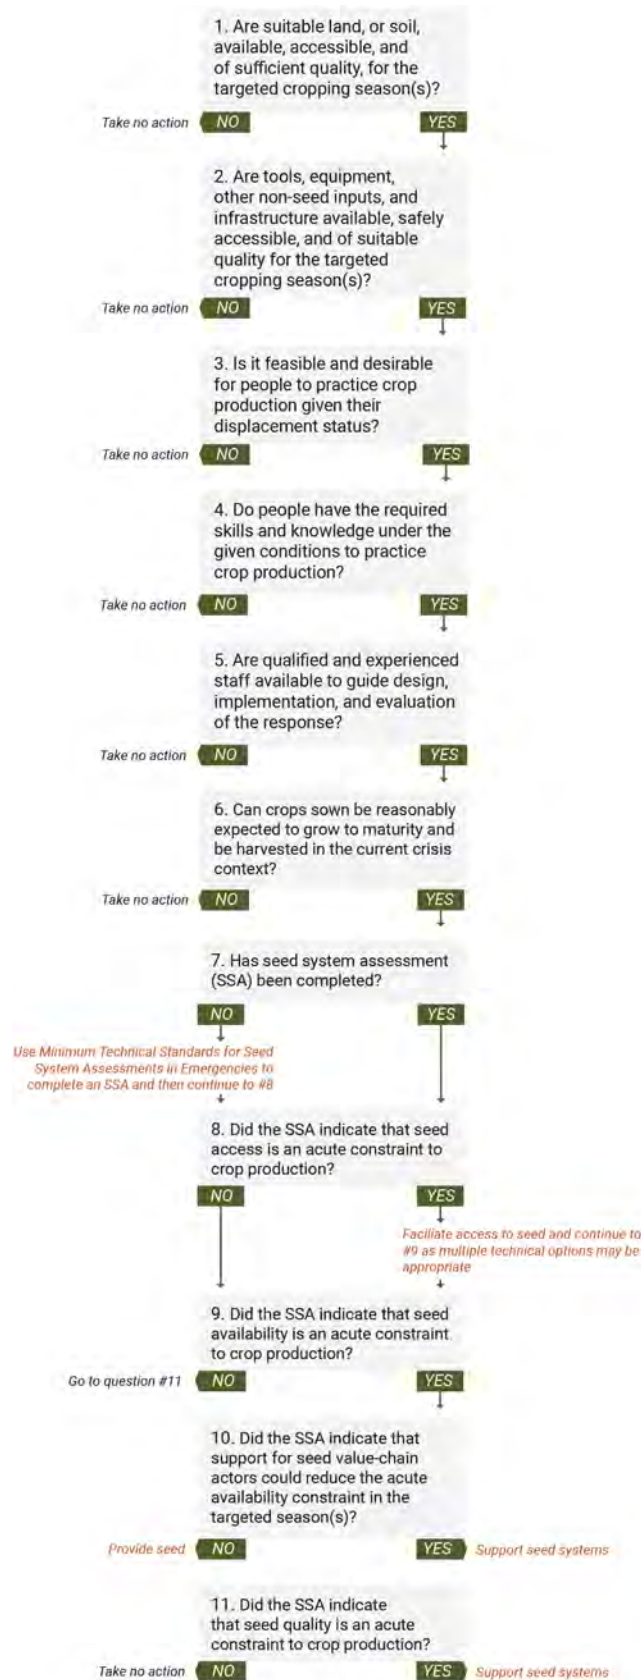 1. Are suitable land, or soil,
available, accessible, and
of sufficient quality, for the
targeted cropping season(s)?
Take no action NO YES
2. Are tools, equipment,
other non-seed inputs, and
infrastructure available, safely
accessible, and of suitable
quality for the targeted
cropping season(s)?
Take no action NO YES
3. Is it feasible and desirable
for people to practice crop
production given their
displacement status?
Take no action NO YES
4. Do people have the required
skills and knowledge under the
given conditions to practice
crop production?
Take no action NO YES
5. Are qualified and experienced
staff available to guide design,
implementation, and evaluation
of the response?
Take no action NO YES
6. Can crops sown be reasonably
expected to grow to maturity and
be harvested in the current crisis
context?
Take no action NO YES
7. Has seed system assessment
(SSA) been completed?
NO YES
Use Minimum Technical Standards for Seed
System Assessments in Emergencies to
complete an SSA and then continue to #8
8. Did the SSA indicate that seed
access is an acute constraint to
crop production?
NO YES
Faciliate access to seed and continue to
#9 as multiple technical options may be
appropriate
9. Did the SSA indicate that seed
availability is an acute constraint
to crop production?
Go to question #11 NO YES
10. Did the SSA indicate that
support for seed value-chain
actors could reduce the acute
availability constraint in the
targeted season(s)?
Provide seed NO YES Support seed systems
11. Did the SSA indicate
that seed quality is an acute
constraint to crop production?
Take no action NO YES Support seed systems